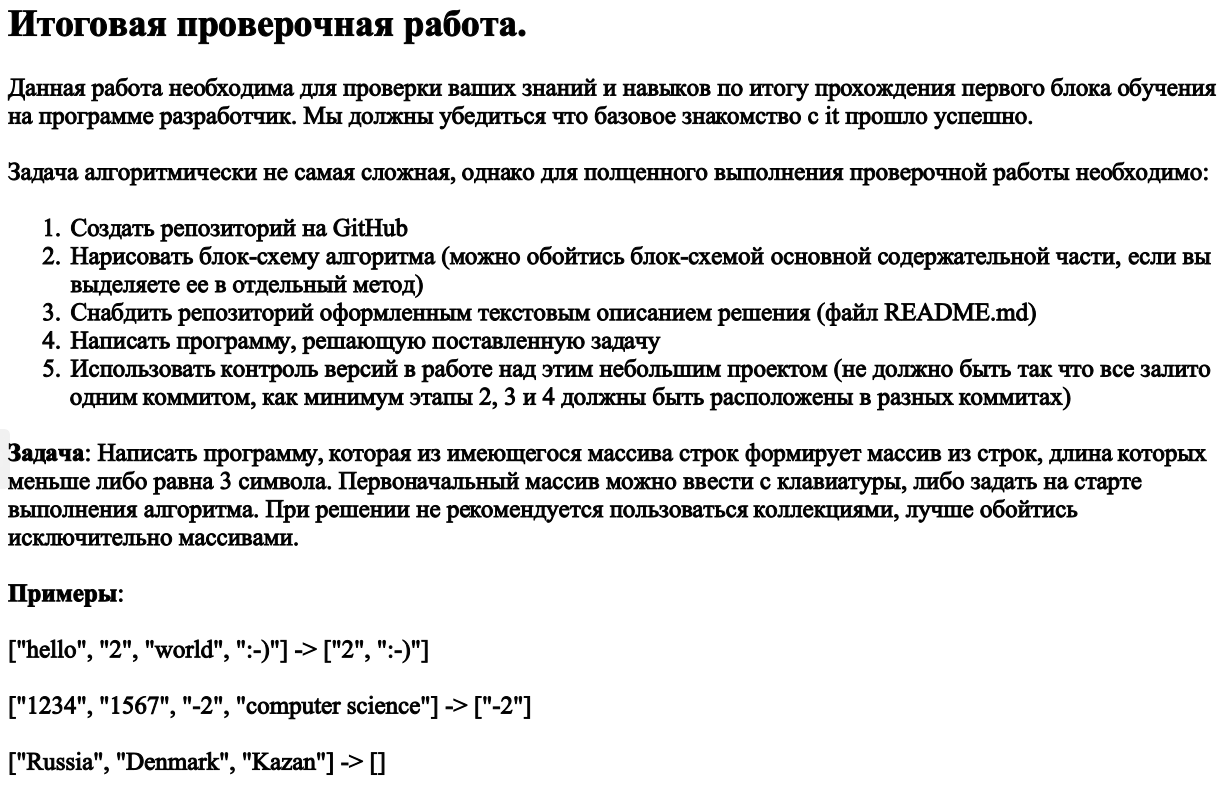 Итоговая проверочная работа.
Данная работа необходима для проверки ваших знаний и навыков по итогу прохождения первого блока обучения
на программе разработчик. Мы должны убедиться что базовое знакомство с it прошло успешно.
Задача алгоритмически не самая сложная, однако для полценного выполнения проверочной работы необходимо:
1. Создать репозиторий на GitHub
2. Нарисовать блок-схему алгоритма (можно обойтись блок-схемой основной содержательной части, если вы
выделяете ее в отдельный метод)
3. Снабдить репозиторий оформленным текстовым описанием решения (файл README.md)
4. Написать программу, решающую поставленную задачу
5. Использовать контроль версий в работе над этим небольшим проектом (не должно быть так что все залито
одним коммитом, как минимум этапы 2, 3 и 4 должны быть расположены в разных коммитах)
Задача: Написать программу, которая из имеющегося массива строк формирует массив из строк, длина которых
меньше либо равна 3 символа. Первоначальный массив можно ввести с клавиатуры, либо задать на старте
выполнения алгоритма. При решении не рекомендуется пользоваться коллекциями, лучше обойтись
исключительно массивами.
Примеры:
["hello", "2", "world", ":-)"] -> ["2", ":-)"]
["1234", "1567", "-2", "computer science"] -> ["-2"]
["Russia", "Denmark", "Kazan"] -> []